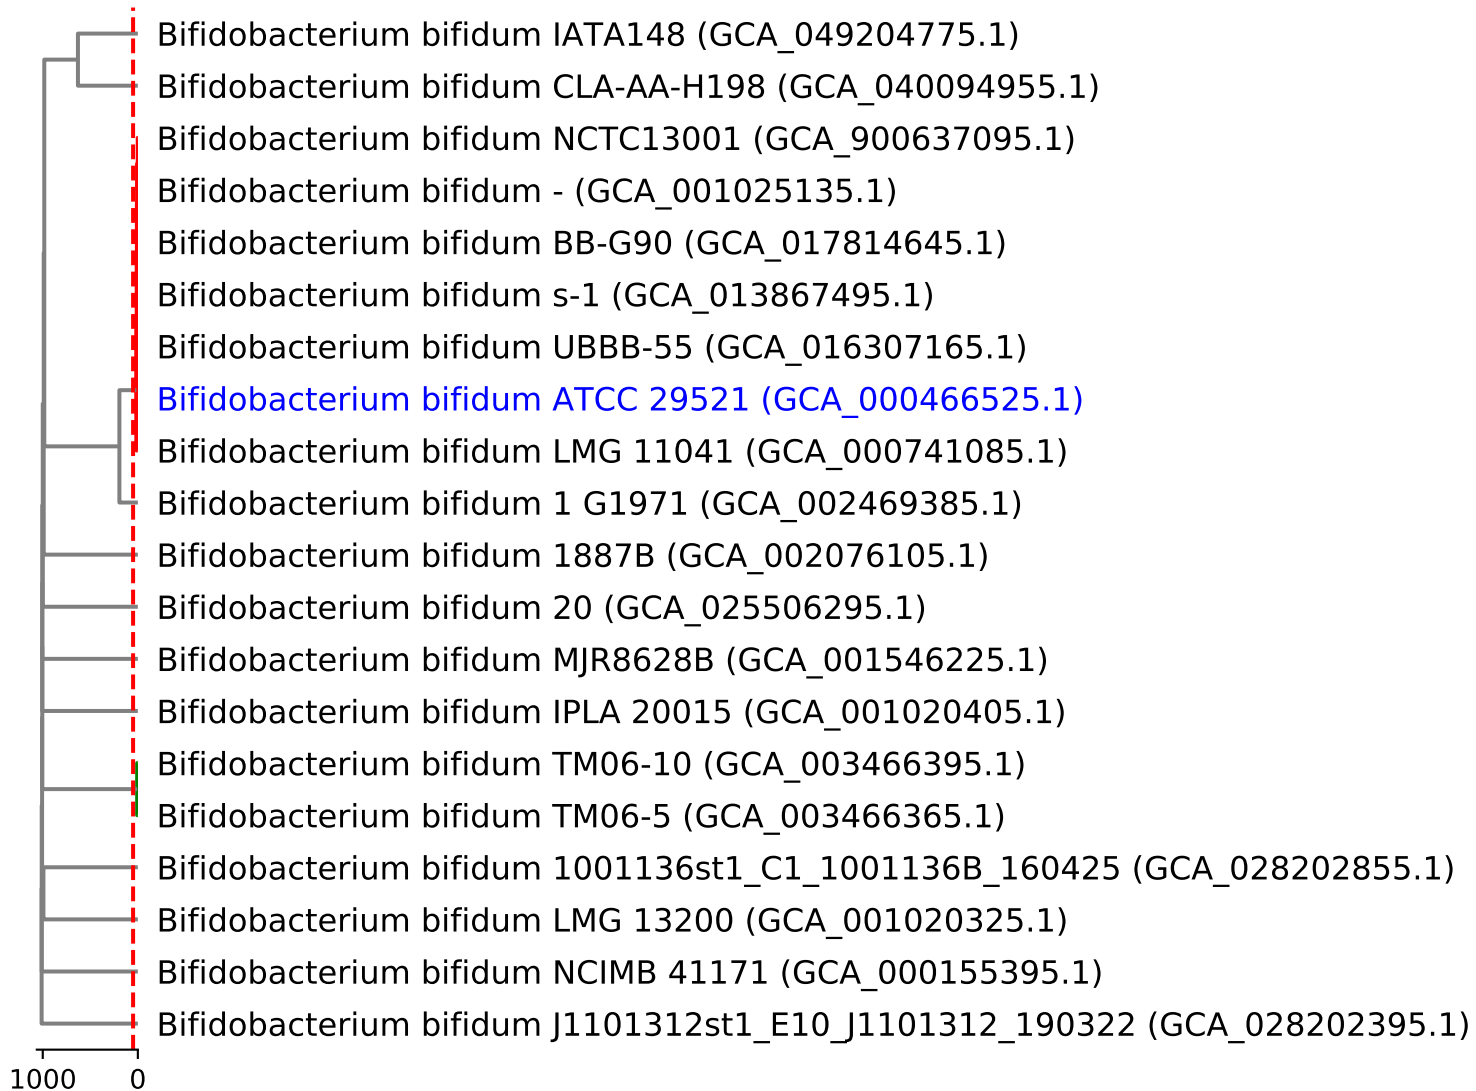 Bifidobacterium bifidum IATA148 (GCA_049204775.1)
Bifidobacterium bifidum CLA-AA-H198 (GCA_040094955.1)
Bifidobacterium bifidum NCTC13001 (GCA_900637095.1)
Bifidobacterium bifidum - (GCA_001025135.1)
Bifidobacterium bifidum BB-G90 (GCA_017814645.1)
Bifidobacterium bifidum s-1 (GCA_013867495.1)
Bifidobacterium bifidum UBBB-55 (GCA_016307165.1)
Bifidobacterium bifidum ATCC 29521 (GCA_000466525.1)
Bifidobacterium bifidum LMG 11041 (GCA_000741085.1)
Bifidobacterium bifidum 1 G1971 (GCA_002469385.1)
Bifidobacterium bifidum 1887B (GCA_002076105.1)
Bifidobacterium bifidum 20 (GCA_025506295.1)
Bifidobacterium bifidum MJR8628B (GCA_001546225.1)
Bifidobacterium bifidum IPLA 20015 (GCA_001020405.1)
Bifidobacterium bifidum TM06-10 (GCA_003466395.1)
Bifidobacterium bifidum TM06-5 (GCA_003466365.1)
Bifidobacterium bifidum 1001136st1_C1_1001136B_160425 (GCA_028202855.1)
Bifidobacterium bifidum LMG 13200 (GCA_001020325.1)
Bifidobacterium bifidum NCIMB 41171 (GCA_000155395.1)
Bifidobacterium bifidum J1101312st1_E10_J1101312_190322 (GCA_028202395.1)
1000 0